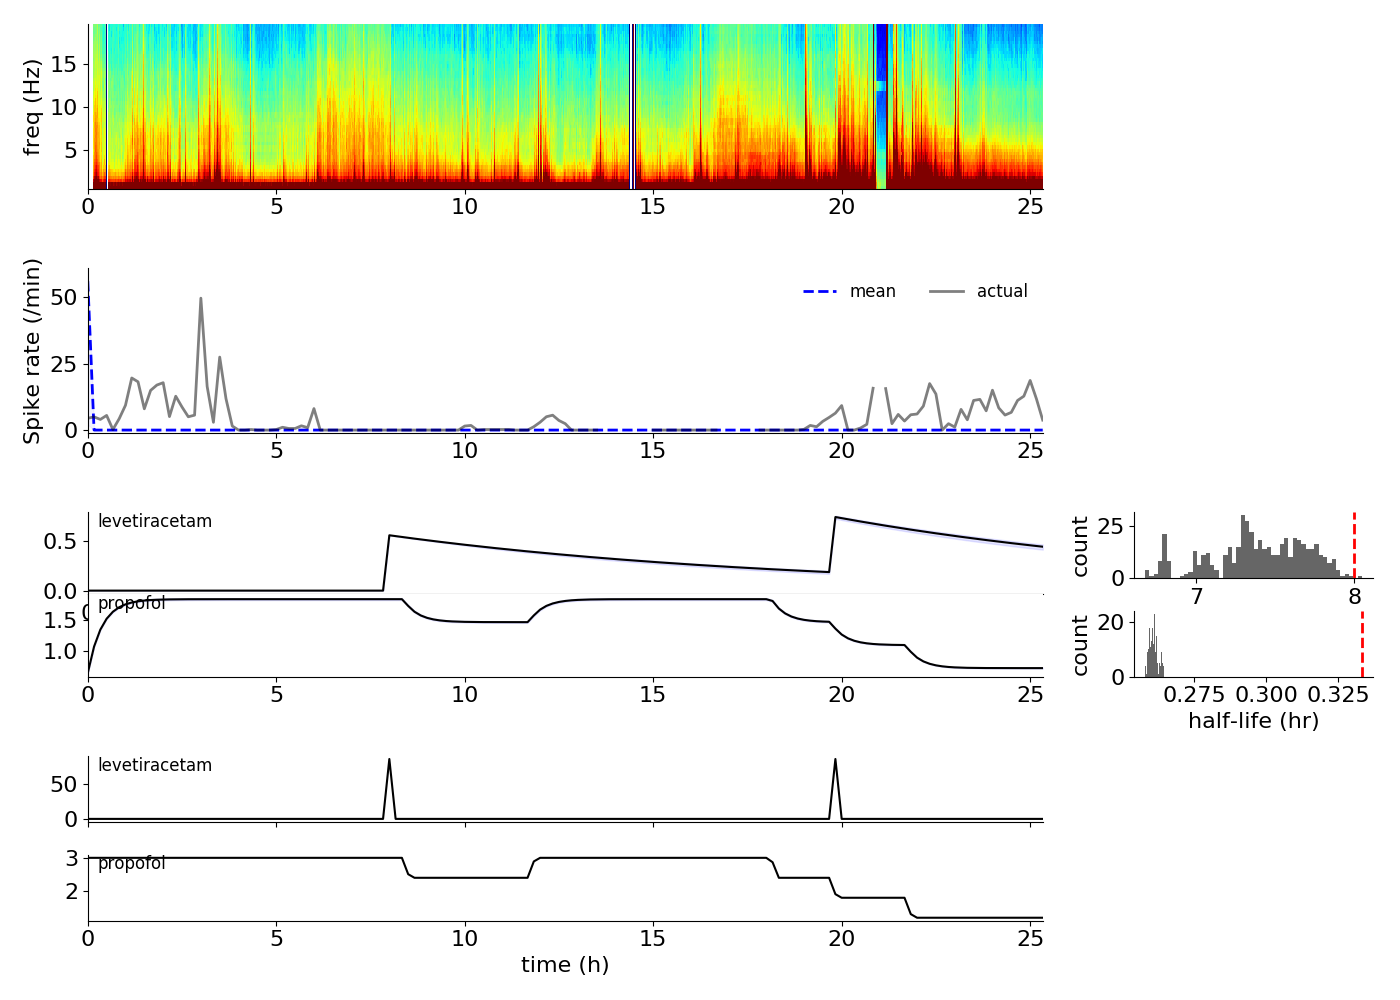 freq (Hz)
15
10
5
0 5 10 15 20 25
Spike rate (/min)
50
25
0
mean actual
0 5 10 15 20 25
levetiracetam
0.5
0.0
0
propofol
1.5
1.0
0 5 10 15 20 25
count
25
0
7 8
count
20
0
0.275 0.300 0.325
half-life (hr)
levetiracetam
50
0
propofol
3
2
0 5 10 15 20 25
time (h)